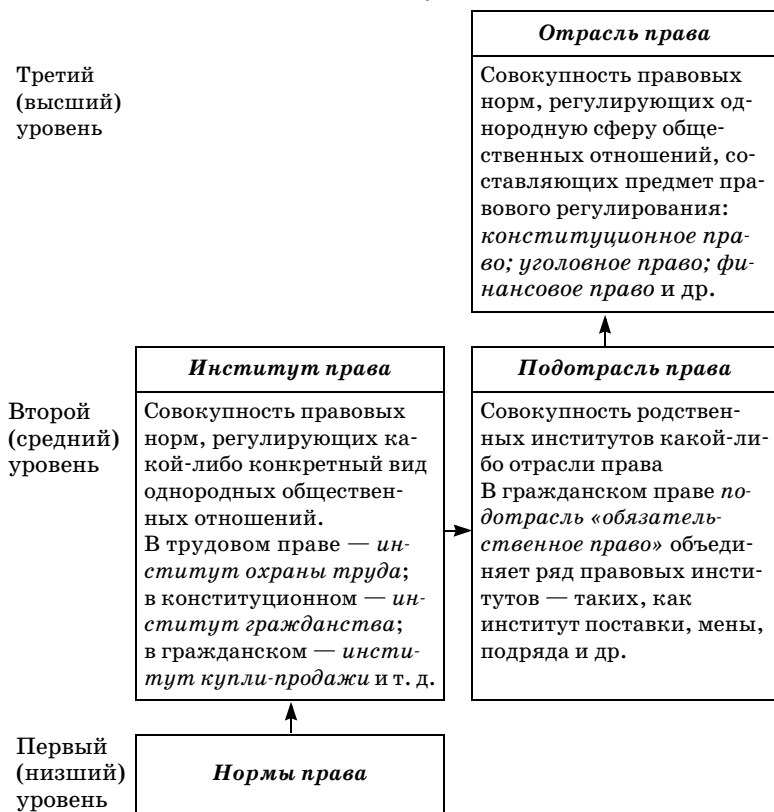 Отрасль права
Третий
(высший)
уровень
Совокупность правовых
норм, регулирующих од-
нородную сферу обще-
ственных отношений, со-
ставляющих предмет пра-
вового регулирования:
конституционное пра-
во; уголовное право; фи-
нансовое право и др.
Второй
(средний)
уровень
Институт права
Совокупность правовых
норм, регулирующих ка-
кой-либо конкретный вид
однородных обществен-
ных отношений.
В трудовом праве — ин-
ститут охраны труда;
в конституционном — ин-
ститут гражданства;
в гражданском — инсти-
тут купли-продажи и т. д.
Подотрасль права
Совокупность родствен-
ных институтов какой-ли-
бо отрасли права
В гражданском праве по-
дотрасль «обязатель-
ственное право» объеди-
няет ряд правовых инсти-
тутов — таких, как
институт поставки, мены,
подряда и др.
Первый
(низший)
уровень
Нормы права